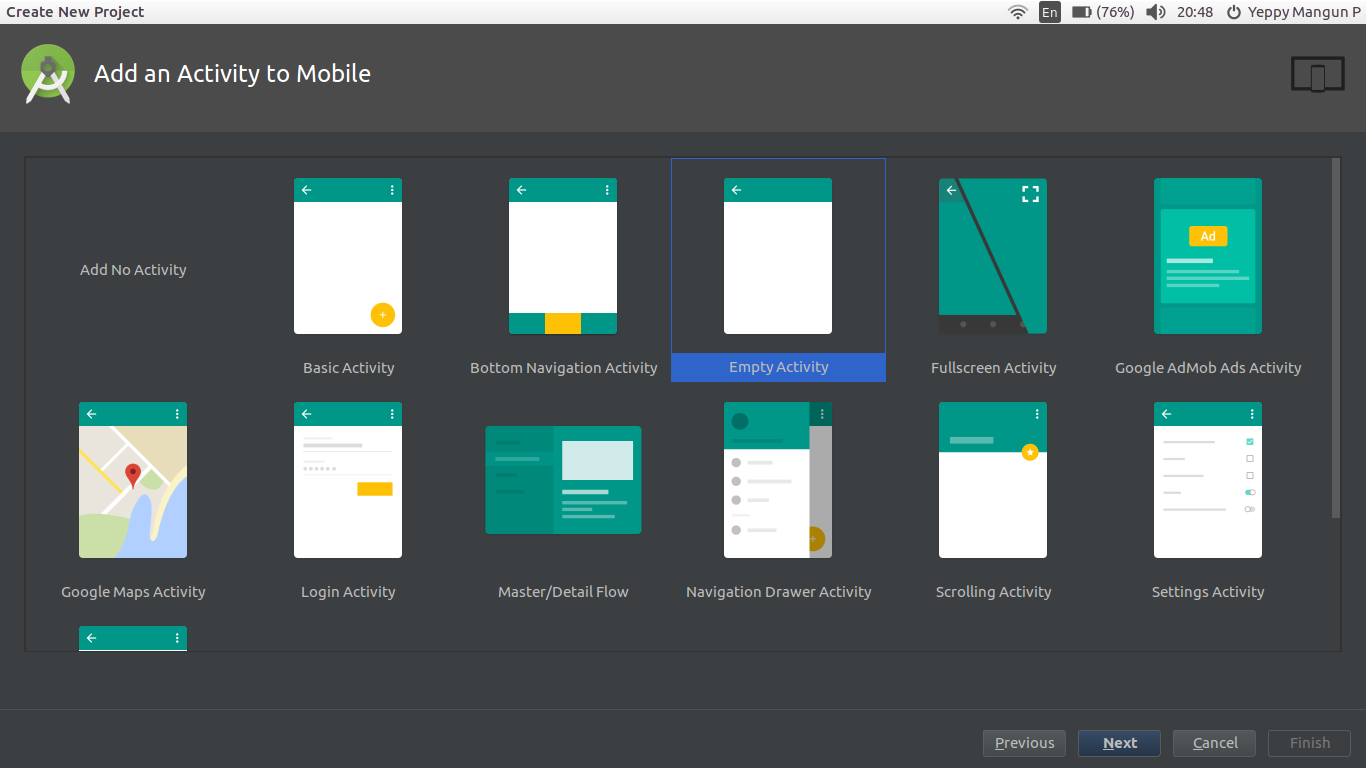 Create New Project
En (76%) 20:48 Yeppy Mangun P
Add an Activity to Mobile
Ad
Add No Activity
Basic Activity
Bottom Navigation Activity
Empty Activity
Fullscreen Activity
Google AdMob Ads Activity
Google Maps Activity
Login Activity
Master/Detail Flow
Navigation Drawer Activity
Scrolling Activity
Settings Activity
Previous
Next
Cancel
Finish